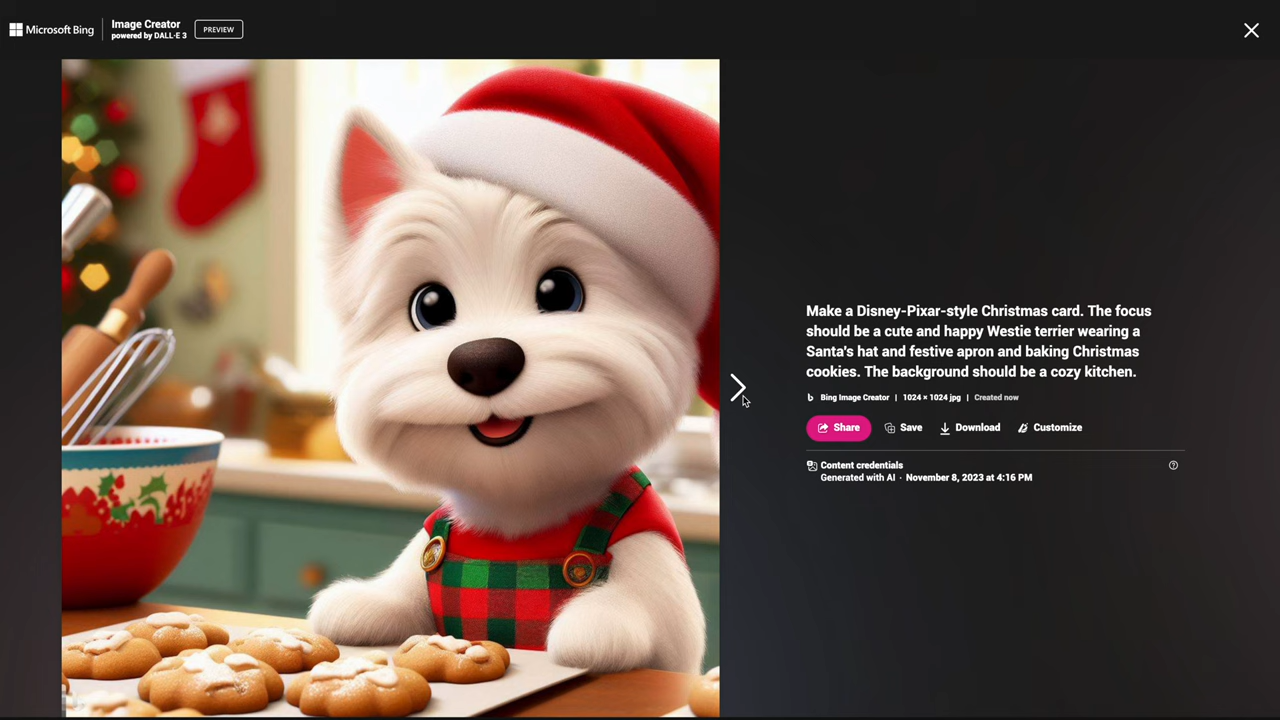 Microsoft Bing
Image Creator
powered by DALL·E 3
PREVIEW
Make a Disney-Pixar-style Christmas card. The focus
should be a cute and happy Westie terrier wearing a
Santa's hat and festive apron and baking Christmas
cookies. The background should be a cozy kitchen.
Bing Image Creator | 1024 × 1024 jpg | Created now
Share Save Download Customize
Content credentials
Generated with AI · November 8, 2023 at 4:16 PM